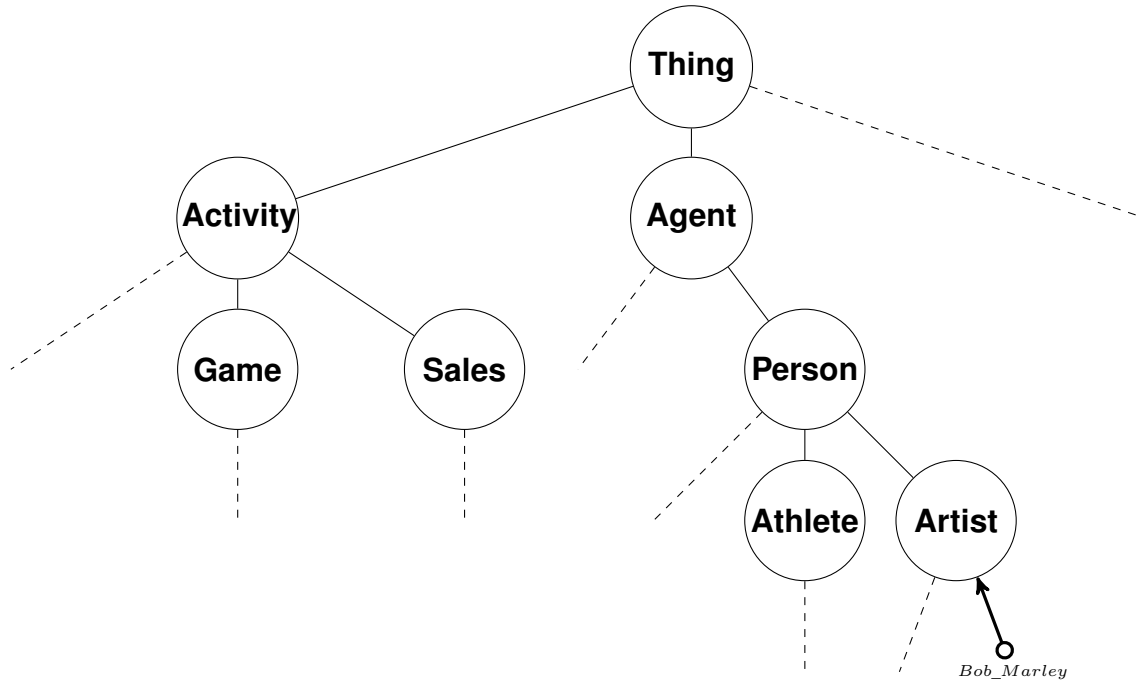 Thing
Activity
Agent
Game
Sales
Person
Athlete
Artist
Bob_Marley